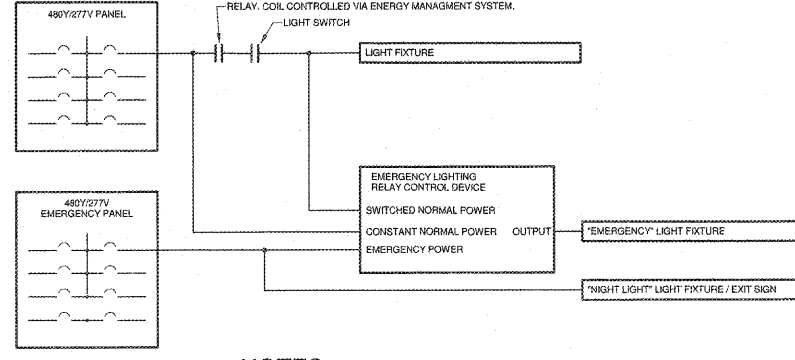 RELAY. COIL CONTROLLED VIA ENERGY MANAGMENT SYSTEM.
480Y/277V PANEL
LIGHT SWITCH
LIGHT FIXTURE
EMERGENCY LIGHTING
RELAY CONTROL DEVICE
480Y/277V
EMERGENCY PANEL
SWITCHED NORMAL POWER
CONSTANT NORMAL POWER OUTPUT
"EMERGENCY" LIGHT FIXTURE
EMERGENCY POWER
"NIGHT LIGHT" LIGHT FIXTURE / EXIT SIGN